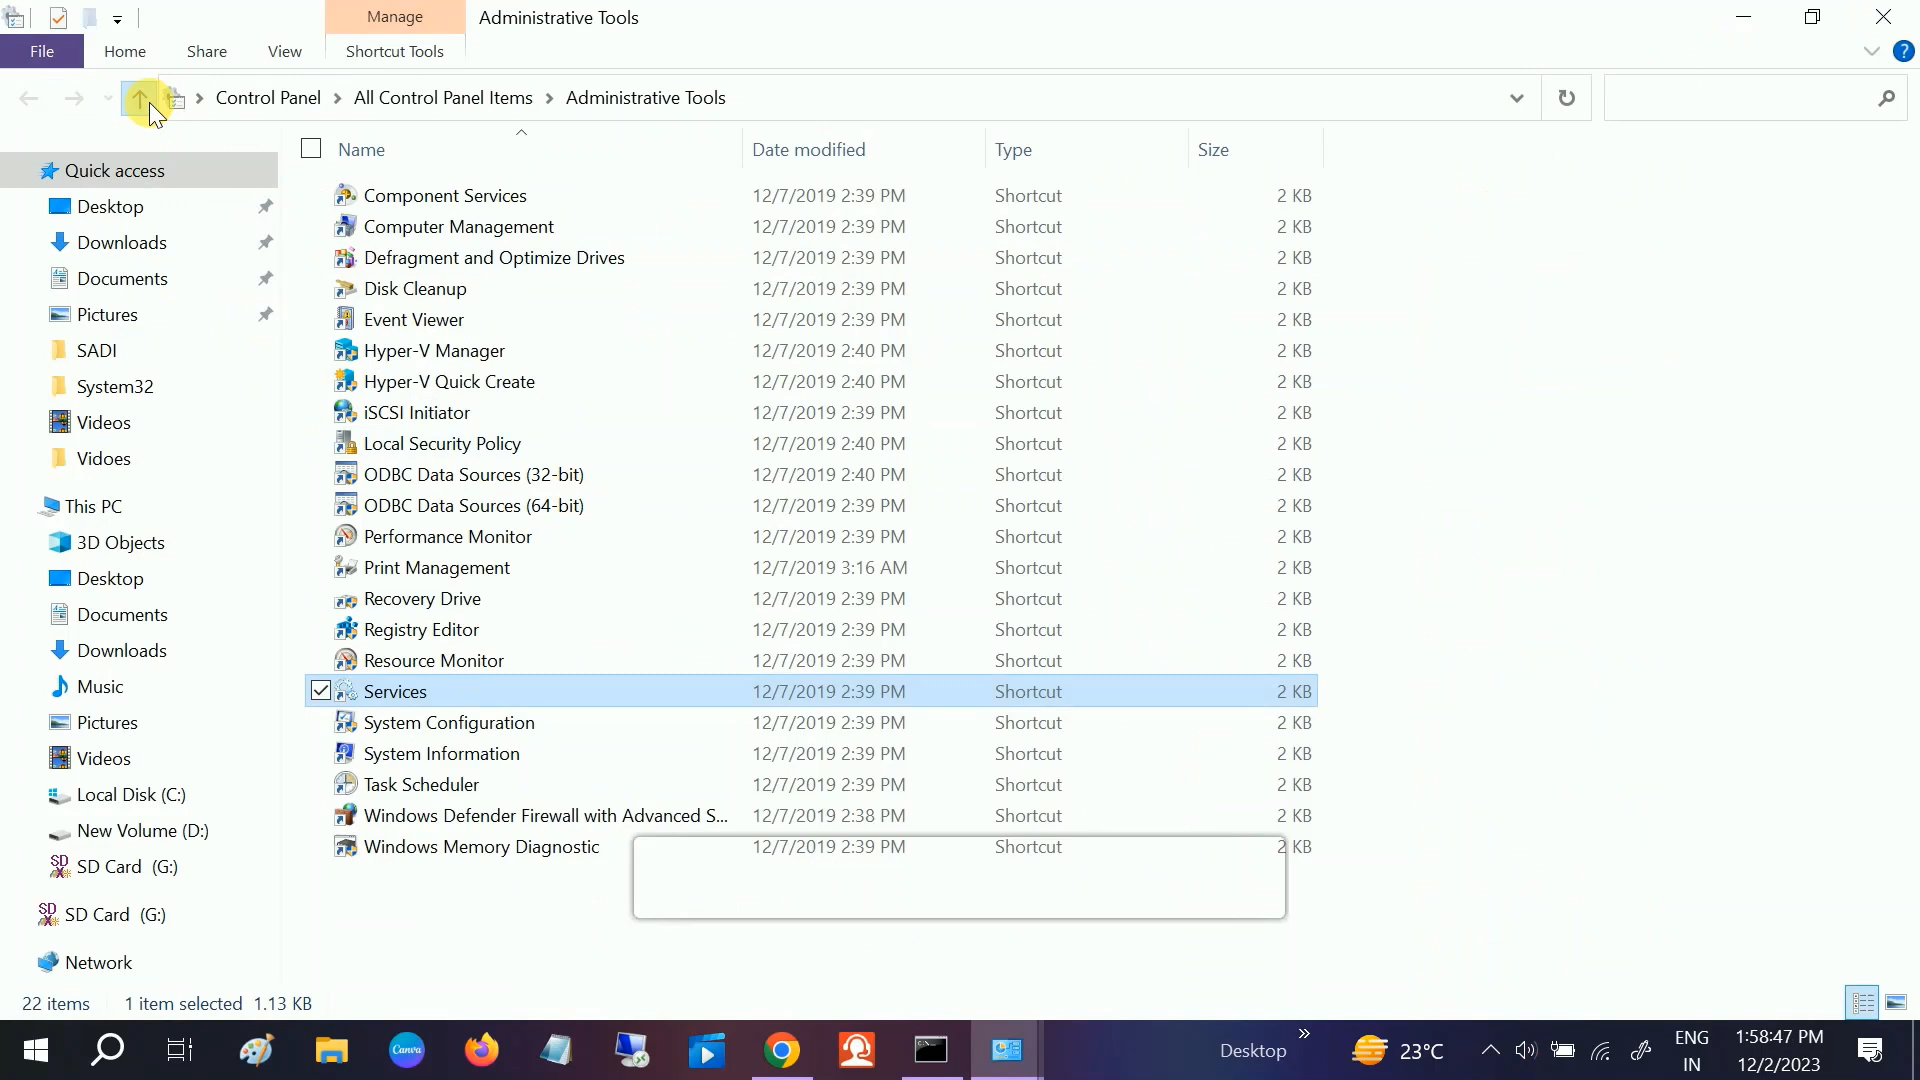 Manage
Administrative Tools
File
Home
Share
View
Shortcut Tools
?
Control Panel
All Control Panel Items
Administrative Tools
Name
Date modified
Type
Size
Quick access
Desktop
Downloads
Documents
Pictures
SADI
System32
Videos
Vidoes
This PC
3D Objects
Desktop
Documents
Downloads
Music
Pictures
Videos
Local Disk (C:)
New Volume (D:)
SD Card (G:)
SD Card (G:)
Network
Component Services 12/7/2019 2:39 PM Shortcut 2 KB
Computer Management 12/7/2019 2:39 PM Shortcut 2 KB
Defragment and Optimize Drives 12/7/2019 2:39 PM Shortcut 2 KB
Disk Cleanup 12/7/2019 2:39 PM Shortcut 2 KB
Event Viewer 12/7/2019 2:39 PM Shortcut 2 KB
Hyper-V Manager 12/7/2019 2:40 PM Shortcut 2 KB
Hyper-V Quick Create 12/7/2019 2:40 PM Shortcut 2 KB
iSCSI Initiator 12/7/2019 2:39 PM Shortcut 2 KB
Local Security Policy 12/7/2019 2:40 PM Shortcut 2 KB
ODBC Data Sources (32-bit) 12/7/2019 2:40 PM Shortcut 2 KB
ODBC Data Sources (64-bit) 12/7/2019 2:39 PM Shortcut 2 KB
Performance Monitor 12/7/2019 2:39 PM Shortcut 2 KB
Print Management 12/7/2019 3:16 AM Shortcut 2 KB
Recovery Drive 12/7/2019 2:39 PM Shortcut 2 KB
Registry Editor 12/7/2019 2:39 PM Shortcut 2 KB
Resource Monitor 12/7/2019 2:39 PM Shortcut 2 KB
Services 12/7/2019 2:39 PM Shortcut 2 KB
System Configuration 12/7/2019 2:39 PM Shortcut 2 KB
System Information 12/7/2019 2:39 PM Shortcut 2 KB
Task Scheduler 12/7/2019 2:39 PM Shortcut 2 KB
Windows Defender Firewall with Advanced S... 12/7/2019 2:38 PM Shortcut 2 KB
Windows Memory Diagnostic 12/7/2019 2:39 PM Shortcut 2 KB
22 items 1 item selected 1.13 KB
Canva
Desktop
23°C
ENG
IN
1:58:47 PM
12/2/2023